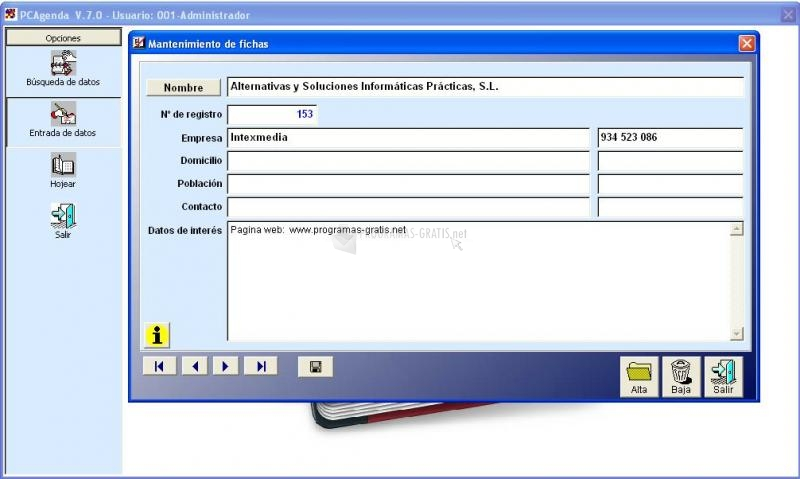 PCAgenda V.7.0 - Usuario: 001-Administrador
Opciones
Búsqueda de datos
Entrada de datos
Hojear
Salir
Mantenimiento de fichas
Nombre Alternativas y Soluciones Informáticas Prácticas, S.L.
Nº de registro 153
Empresa Intexmedia 934 523 086
Domicilio
Población
Contacto
Datos de interés Pagina web: www.programas-gratis.net
PROGRAMAS-GRATIS.net
i
Alta Baja Salir